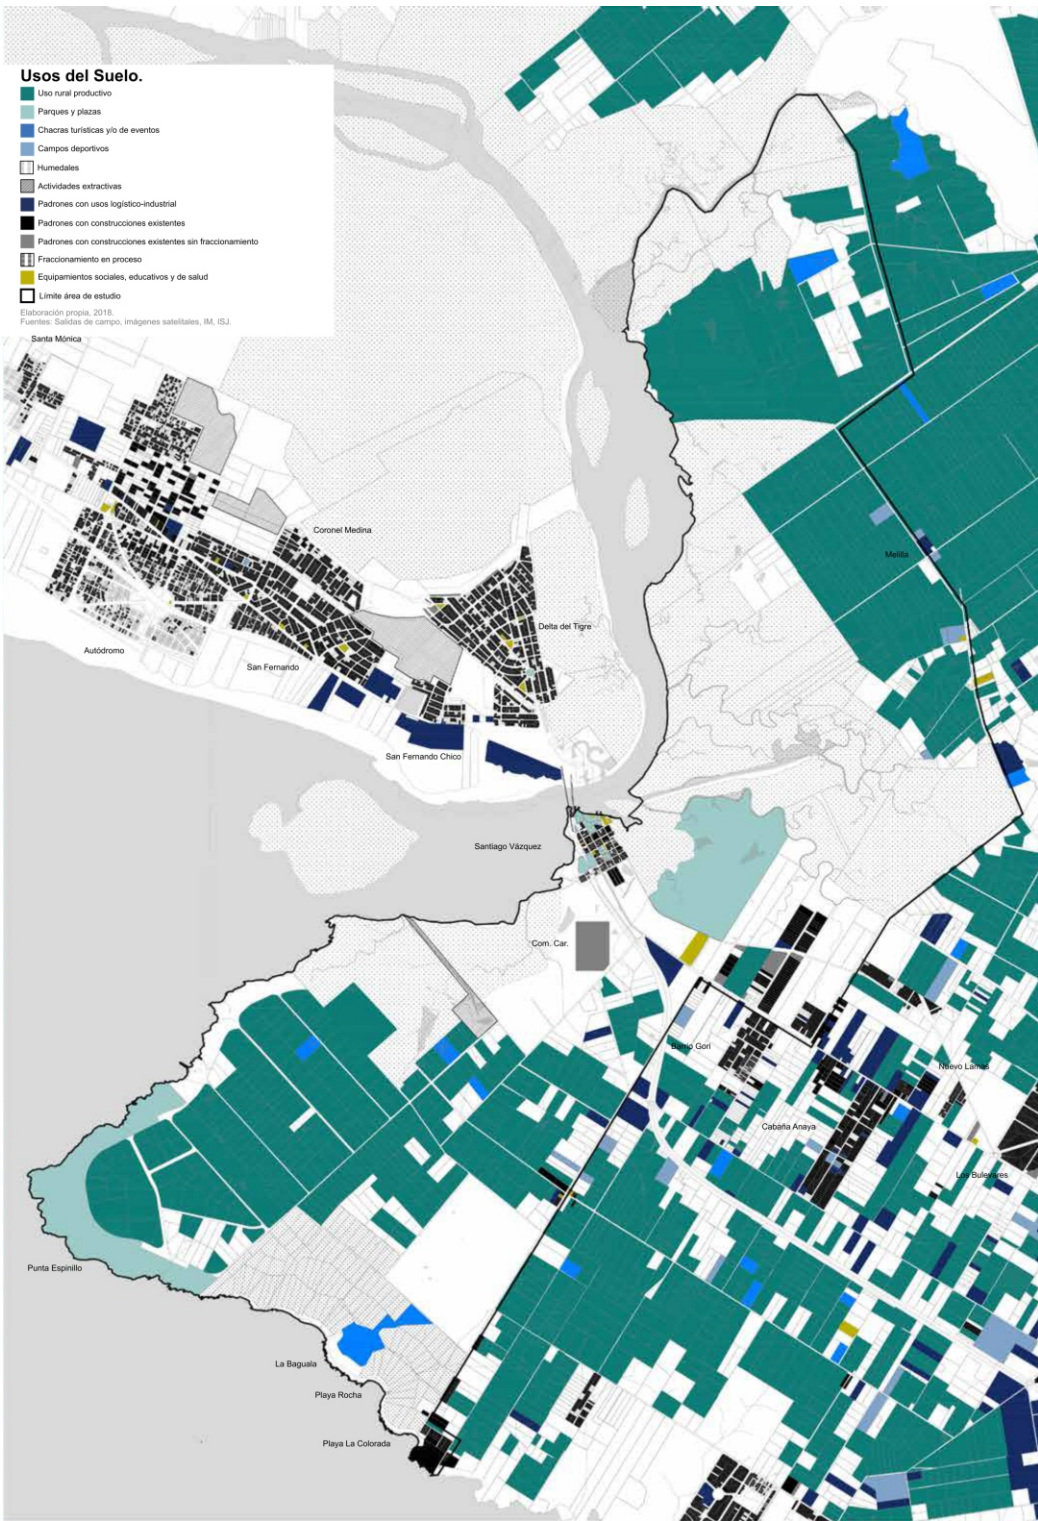 Usos del Suelo.
Uso rural productivo
Parques y plazas
Chacras turísticas y/o de eventos
Campos deportivos
Humedales
Actividades extractivas
Padrones con usos logístico-industrial
Padrones con construcciones existentes
Padrones con construcciones existentes sin fraccionamiento
Fraccionamiento en proceso
Equipamientos sociales, educativos y de salud
Límite área de estudio
Elaboración propia, 2018.
Fuentes: Salidas de campo, imágenes satelitales, IM, ISJ.
Santa Mónica
Coronel Medina
Melilla
Delta del Tigre
Autódromo
San Fernando
San Fernando Chico
Santiago Vázquez
Com. Car.
Barrio Gori
Nuevo Lamas
Cabaña Anaya
Los Bulevares
Punta Espinillo
La Baguala
Playa Rocha
Playa La Colorada